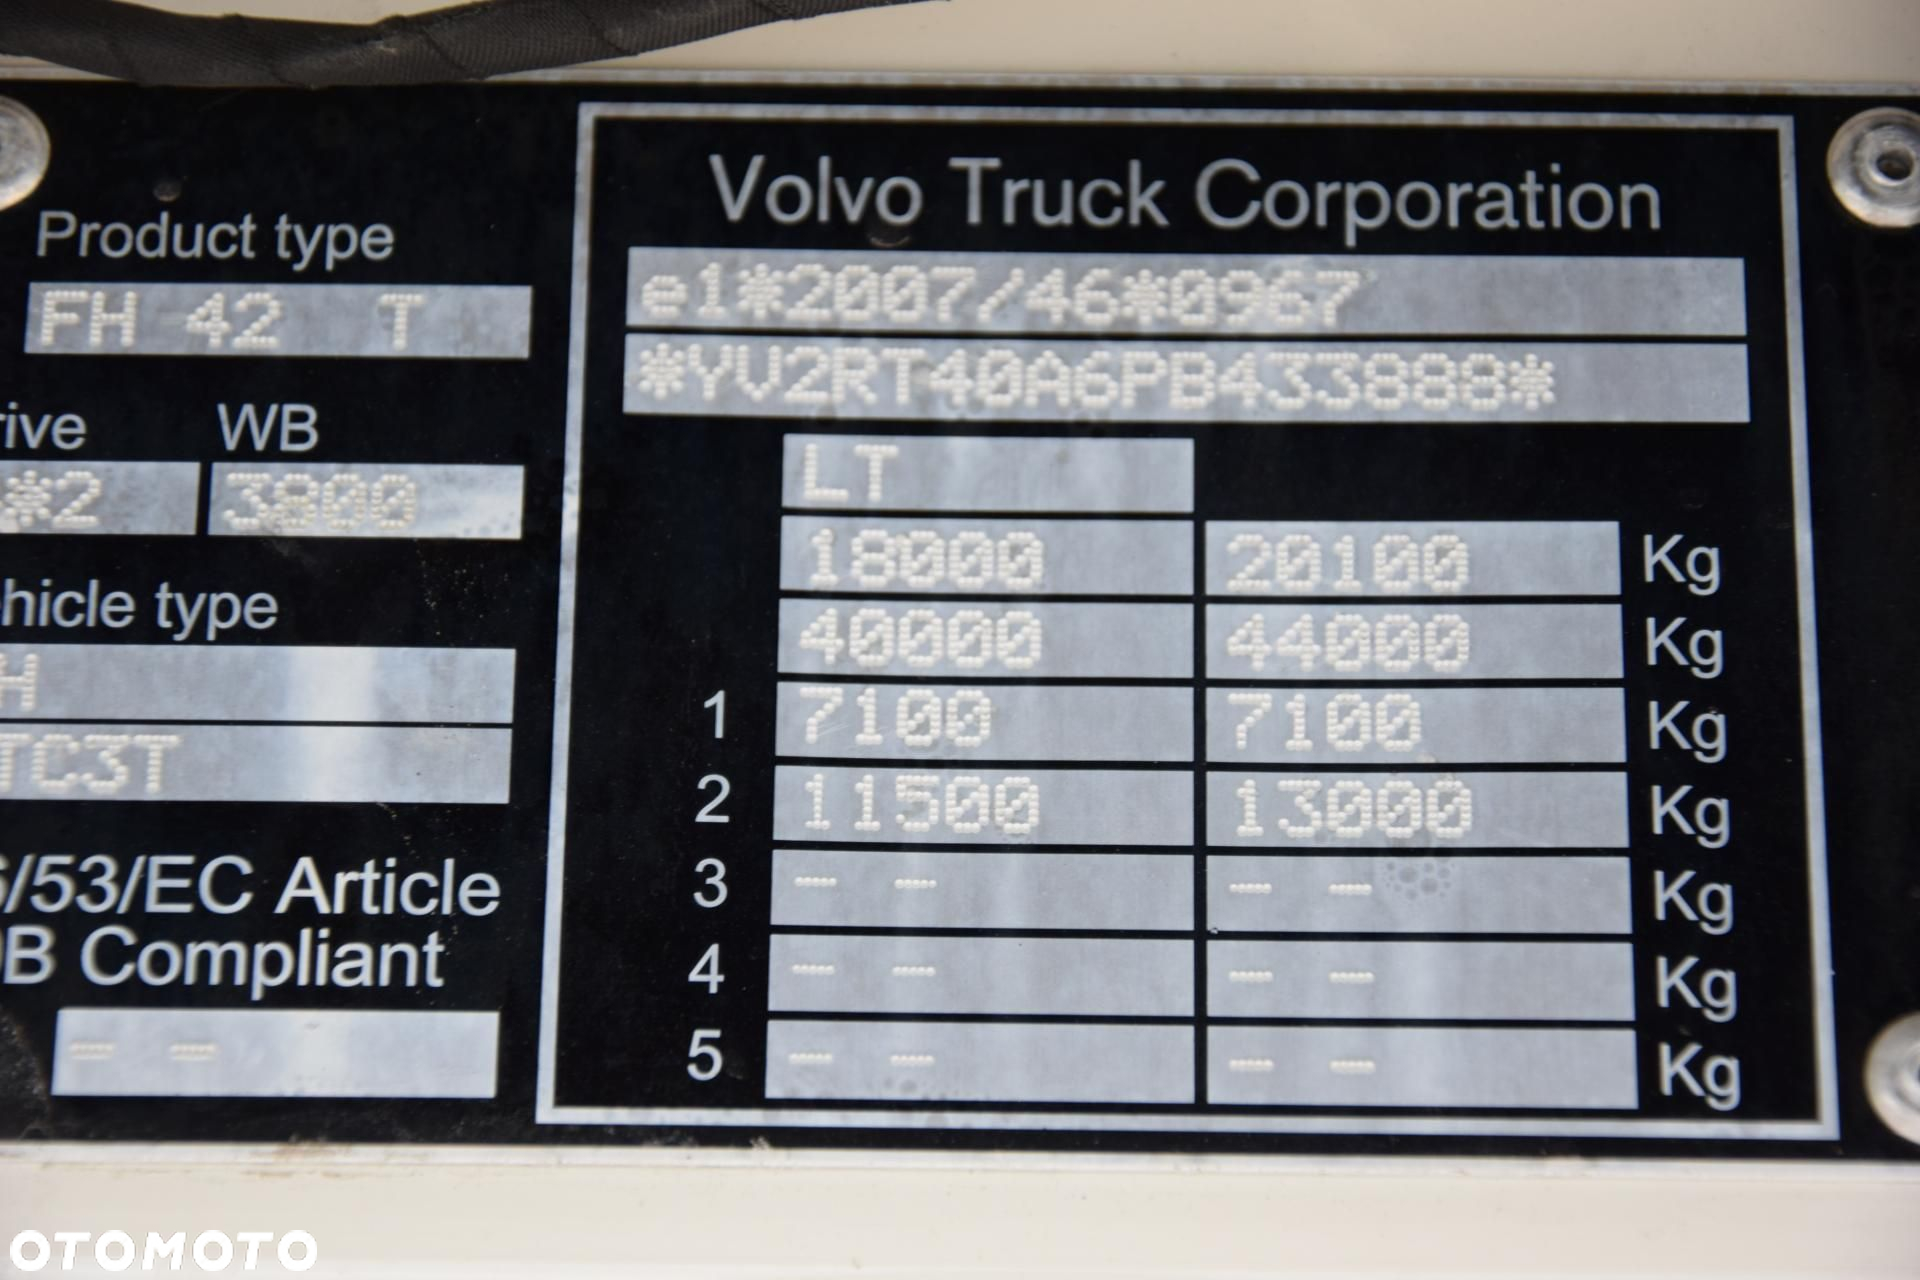 Product type
FH 42 T
rive WB
*2 3800
hicle type
H
TC3T
/53/EC Article
B Compliant
- -
Volvo Truck Corporation
e1*2007/46*0967
*YV2RT40A6PB433888*
LT
18000 20100 Kg
40000 44000 Kg
1 7100 7100 Kg
2 11500 13000 Kg
3 - - - - Kg
4 - - - - Kg
5 - - - - Kg
OTOMOTO